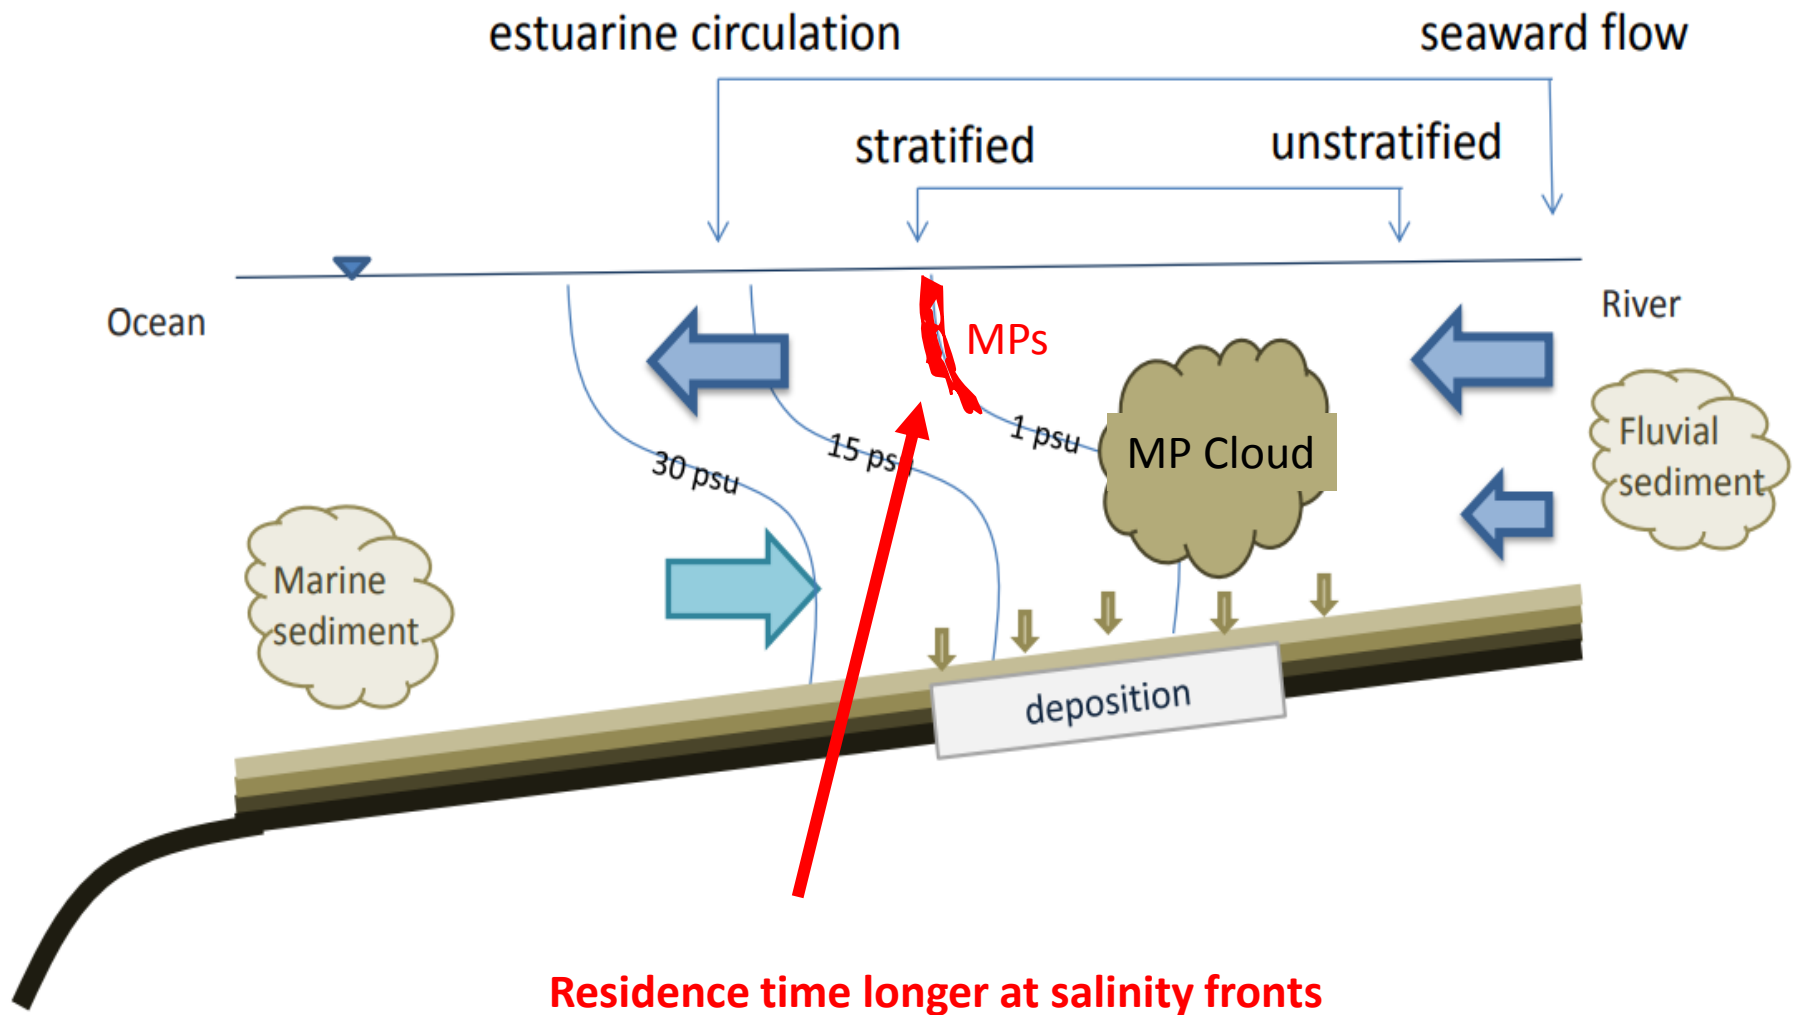 estuarine circulation
seaward flow
stratified
unstratified
Ocean
River
MPs
1 psu
15 ps
30 psu
MP Cloud
Fluvial
sediment
Marine
sediment
deposition
Residence time longer at salinity fronts